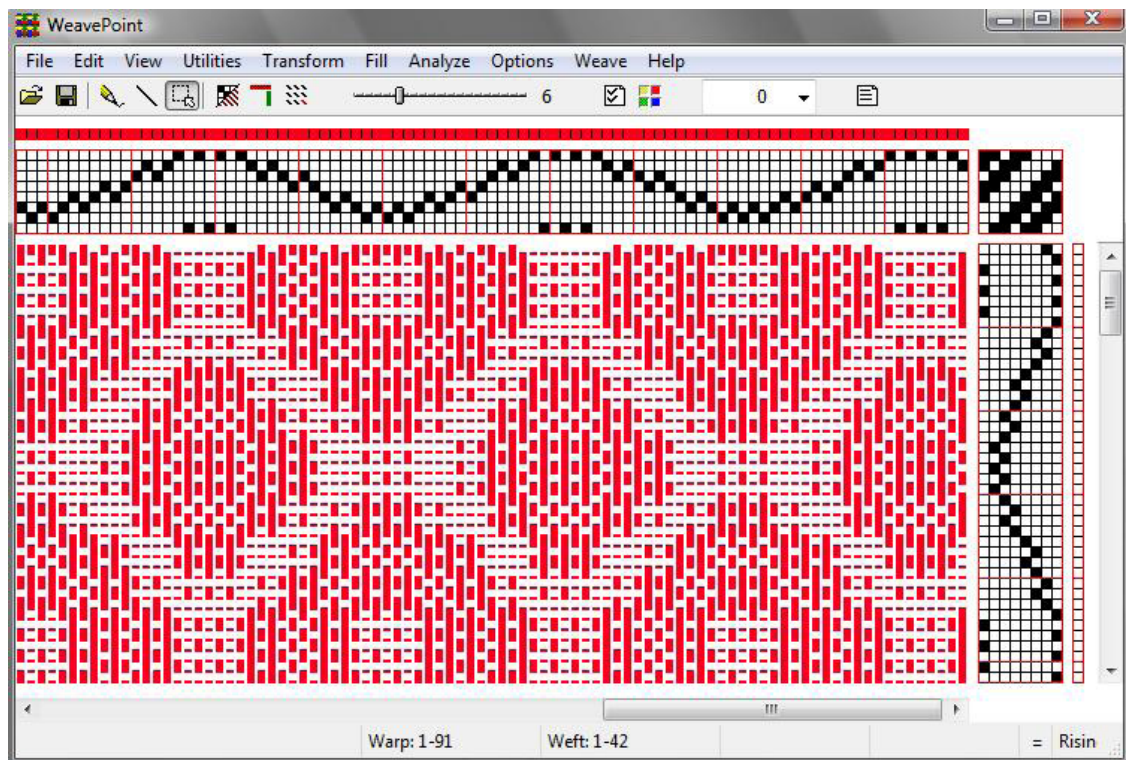 WeavePoint
File Edit View Utilities Transform Fill Analyze Options Weave Help
6 0
Warp: 1-91 Weft: 1-42 = Risin